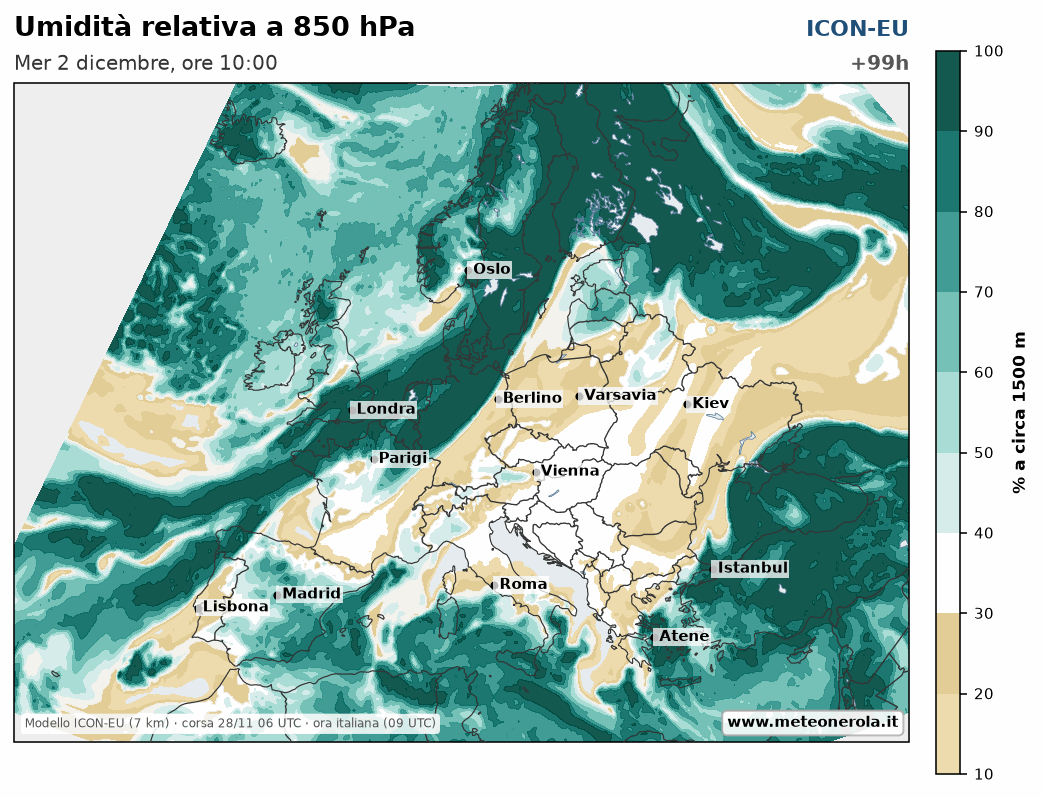 Umidità relativa a 850 hPa
ICON-EU
Mer 2 dicembre, ore 10:00
+99h
100
90
80
70
60
50
40
30
20
10
% a circa 1500 m
Oslo
Londra
Berlino
Varsavia
Kiev
Parigi
Vienna
Istanbul
Roma
Madrid
Lisbona
Atene
Modello ICON-EU (7 km) · corsa 28/11 06 UTC · ora italiana (09 UTC)
www.meteonerola.it